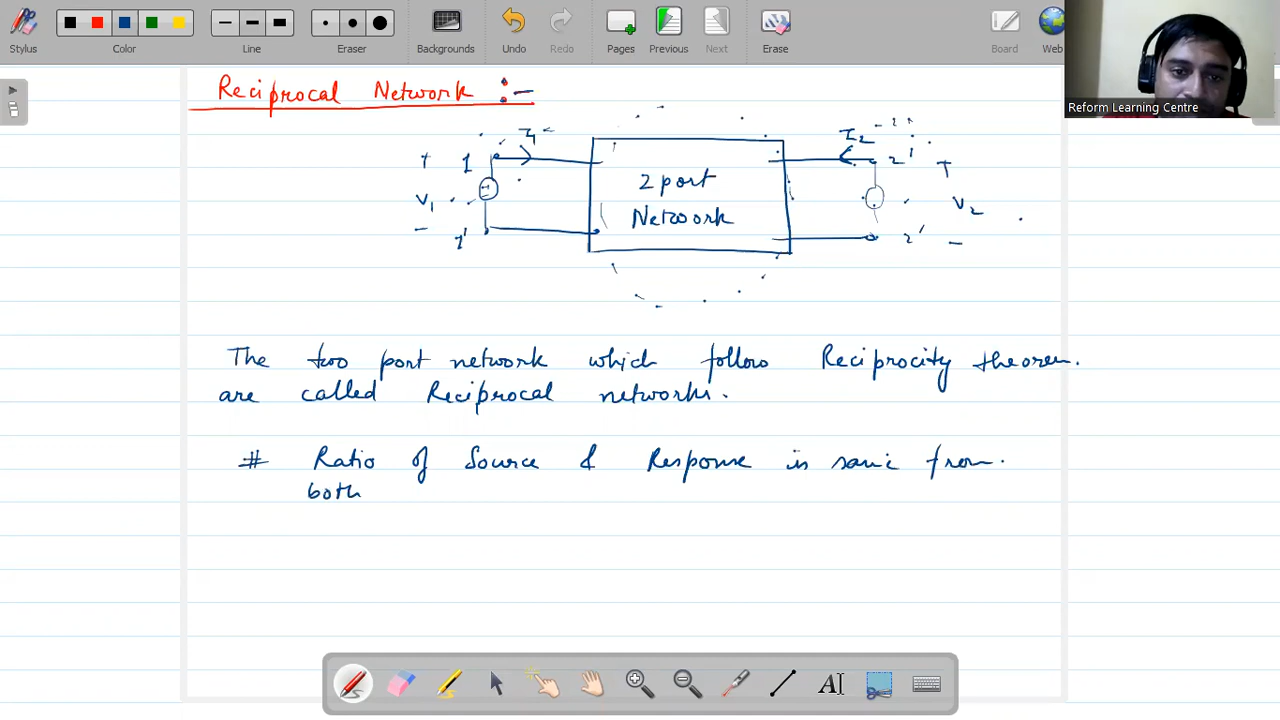 Stylus
Color
Line
Eraser
Backgrounds
Undo
Redo
Pages
Previous
Next
Erase
Board
Web
Reform Learning Centre
Reciprocal Network :-
+ 1 I1 I2 2 +
V1 2 port V2
Network
- 1' 2' -
The two port network which follow Reciprocity theorem.
are called Reciprocal networks.
# Ratio of Source & Response is same from.
both